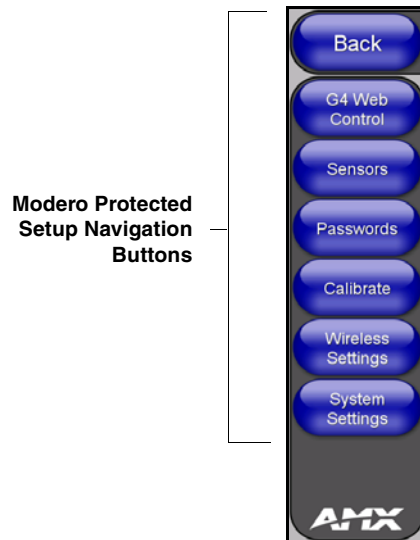 Modero Protected
Setup Navigation
Buttons
Back
G4 Web
Control
Sensors
Passwords
Calibrate
Wireless
Settings
System
Settings
AMX